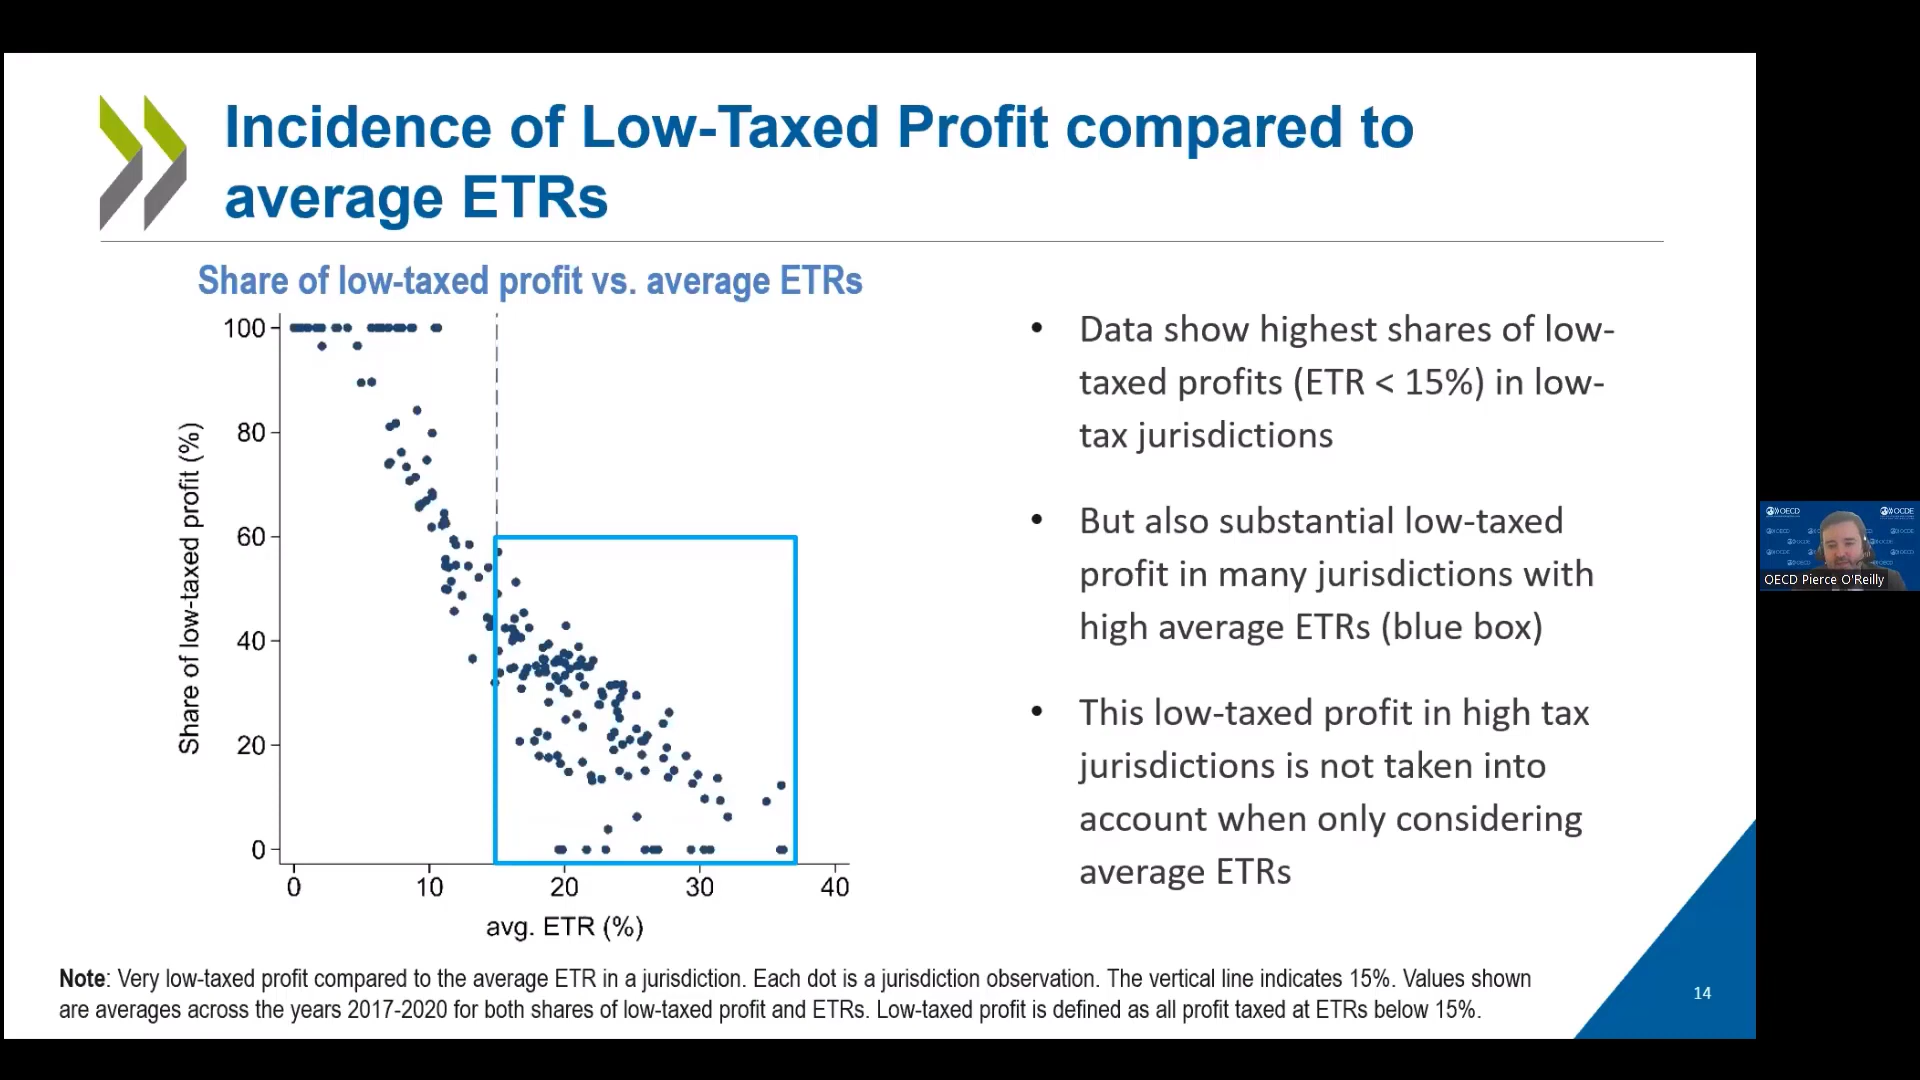 Incidence of Low-Taxed Profit compared to
average ETRs
Share of low-taxed profit vs. average ETRs
Share of low-taxed profit (%)
100
80
60
40
20
0
0 10 20 30 40
avg. ETR (%)
• Data show highest shares of low-
taxed profits (ETR < 15%) in low-
tax jurisdictions
• But also substantial low-taxed
profit in many jurisdictions with
high average ETRs (blue box)
• This low-taxed profit in high tax
jurisdictions is not taken into
account when only considering
average ETRs
Note: Very low-taxed profit compared to the average ETR in a jurisdiction. Each dot is a jurisdiction observation. The vertical line indicates 15%. Values shown
are averages across the years 2017-2020 for both shares of low-taxed profit and ETRs. Low-taxed profit is defined as all profit taxed at ETRs below 15%.
14
OECD
OCDE
OECD Pierce O'Reilly